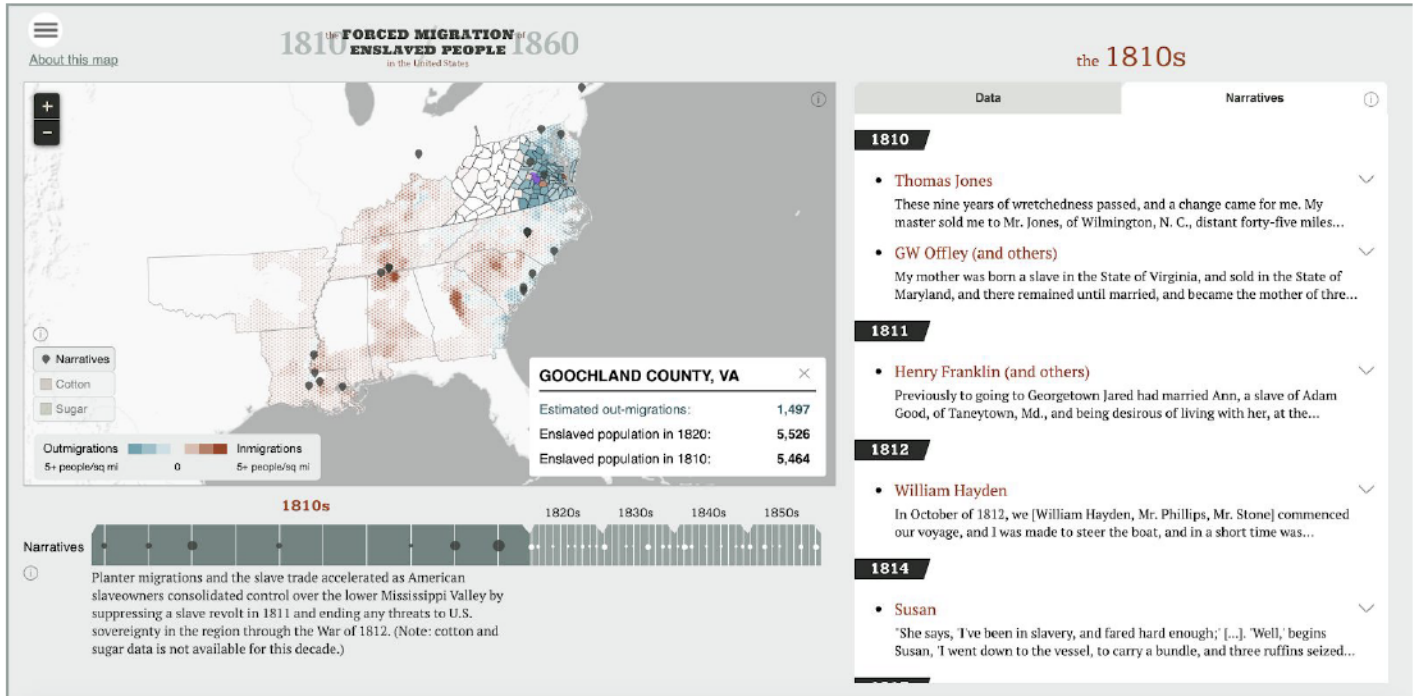 About this map
1810 the FORCED MIGRATION of 1860
ENSLAVED PEOPLE
in the United States
the 1810s
+
−
Data
Narratives
1810
Thomas Jones
These nine years of wretchedness passed, and a change came for me. My
master sold me to Mr. Jones, of Wilmington, N. C., distant forty-five miles...
GW Offley (and others)
My mother was born a slave in the State of Virginia, and sold in the State of
Maryland, and there remained until married, and became the mother of thre...
1811
Henry Franklin (and others)
Previously to going to Georgetown Jared had married Ann, a slave of Adam
Good, of Taneytown, Md., and being desirous of living with her, at the...
1812
William Hayden
In October of 1812, we [William Hayden, Mr. Phillips, Mr. Stone] commenced
our voyage, and I was made to steer the boat, and in a short time was...
1814
Susan
"She says, 'I've been in slavery, and fared hard enough;' [...]. 'Well,' begins
Susan, 'I went down to the vessel, to carry a bundle, and three ruffins seized...
Narratives
Cotton
Sugar
Outmigrations
Inmigrations
5+ people/sq mi
0
5+ people/sq mi
GOOCHLAND COUNTY, VA
Estimated out-migrations: 1,497
Enslaved population in 1820: 5,526
Enslaved population in 1810: 5,464
1810s
1820s
1830s
1840s
1850s
Narratives
Planter migrations and the slave trade accelerated as American
slaveowners consolidated control over the lower Mississippi Valley by
suppressing a slave revolt in 1811 and ending any threats to U.S.
sovereignty in the region through the War of 1812. (Note: cotton and
sugar data is not available for this decade.)